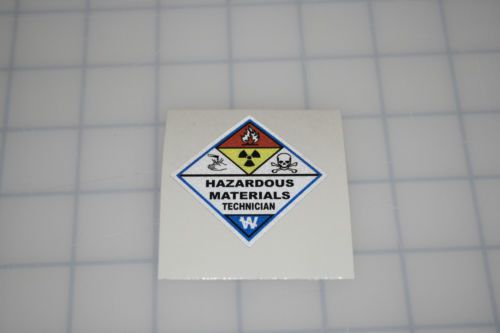 HAZARDOUS
MATERIALS
TECHNICIAN
W